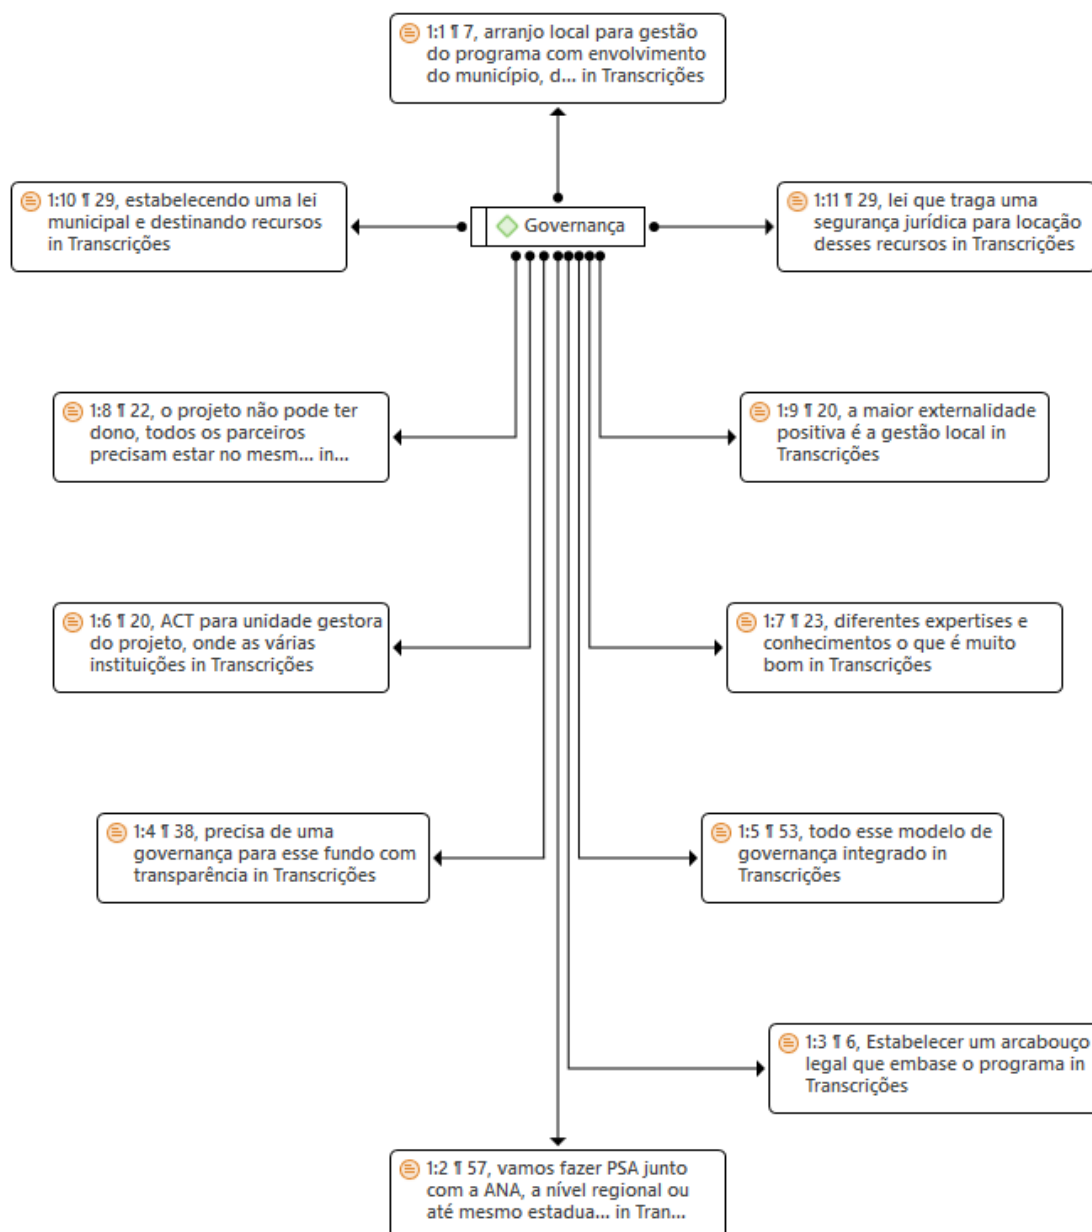 1:1 ¶ 7, arranjo local para gestão
do programa com envolvimento
do município, d... in Transcrições
1:10 ¶ 29, estabelecendo uma lei
municipal e destinando recursos
in Transcrições
Governança
1:11 ¶ 29, lei que traga uma
segurança jurídica para locação
desses recursos in Transcrições
1:8 ¶ 22, o projeto não pode ter
dono, todos os parceiros
precisam estar no mesm... in...
1:9 ¶ 20, a maior externalidade
positiva é a gestão local in
Transcrições
1:6 ¶ 20, ACT para unidade gestora
do projeto, onde as várias
instituições in Transcrições
1:7 ¶ 23, diferentes expertises e
conhecimentos o que é muito
bom in Transcrições
1:4 ¶ 38, precisa de uma
governança para esse fundo com
transparência in Transcrições
1:5 ¶ 53, todo esse modelo de
governança integrado in
Transcrições
1:3 ¶ 6, Estabelecer um arcabouço
legal que embase o programa in
Transcrições
1:2 ¶ 57, vamos fazer PSA junto
com a ANA, a nível regional ou
até mesmo estadua... in Tran...